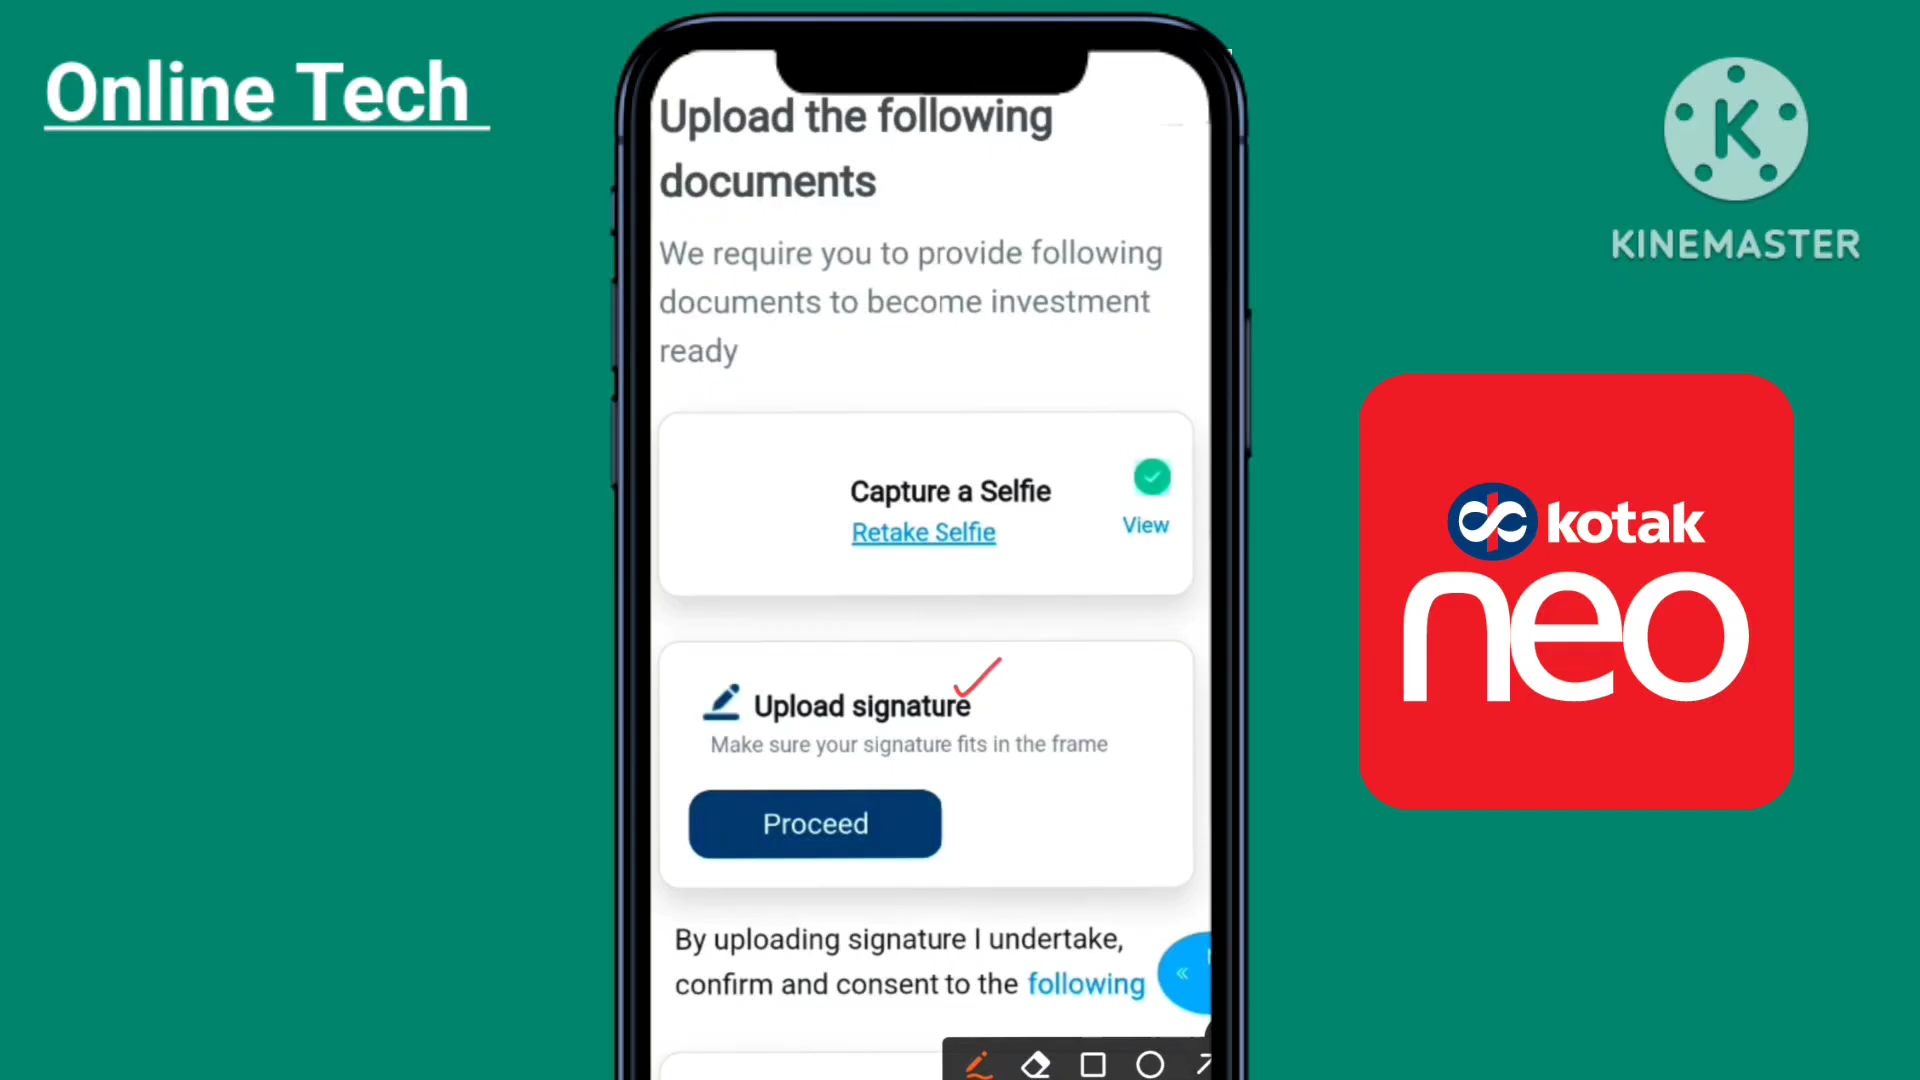 Online Tech
KINEMASTER
Upload the following
documents
We require you to provide following
documents to become investment
ready
Capture a Selfie
Retake Selfie
View
Upload signature
Make sure your signature fits in the frame
Proceed
By uploading signature I undertake,
confirm and consent to the following
kotak
neo